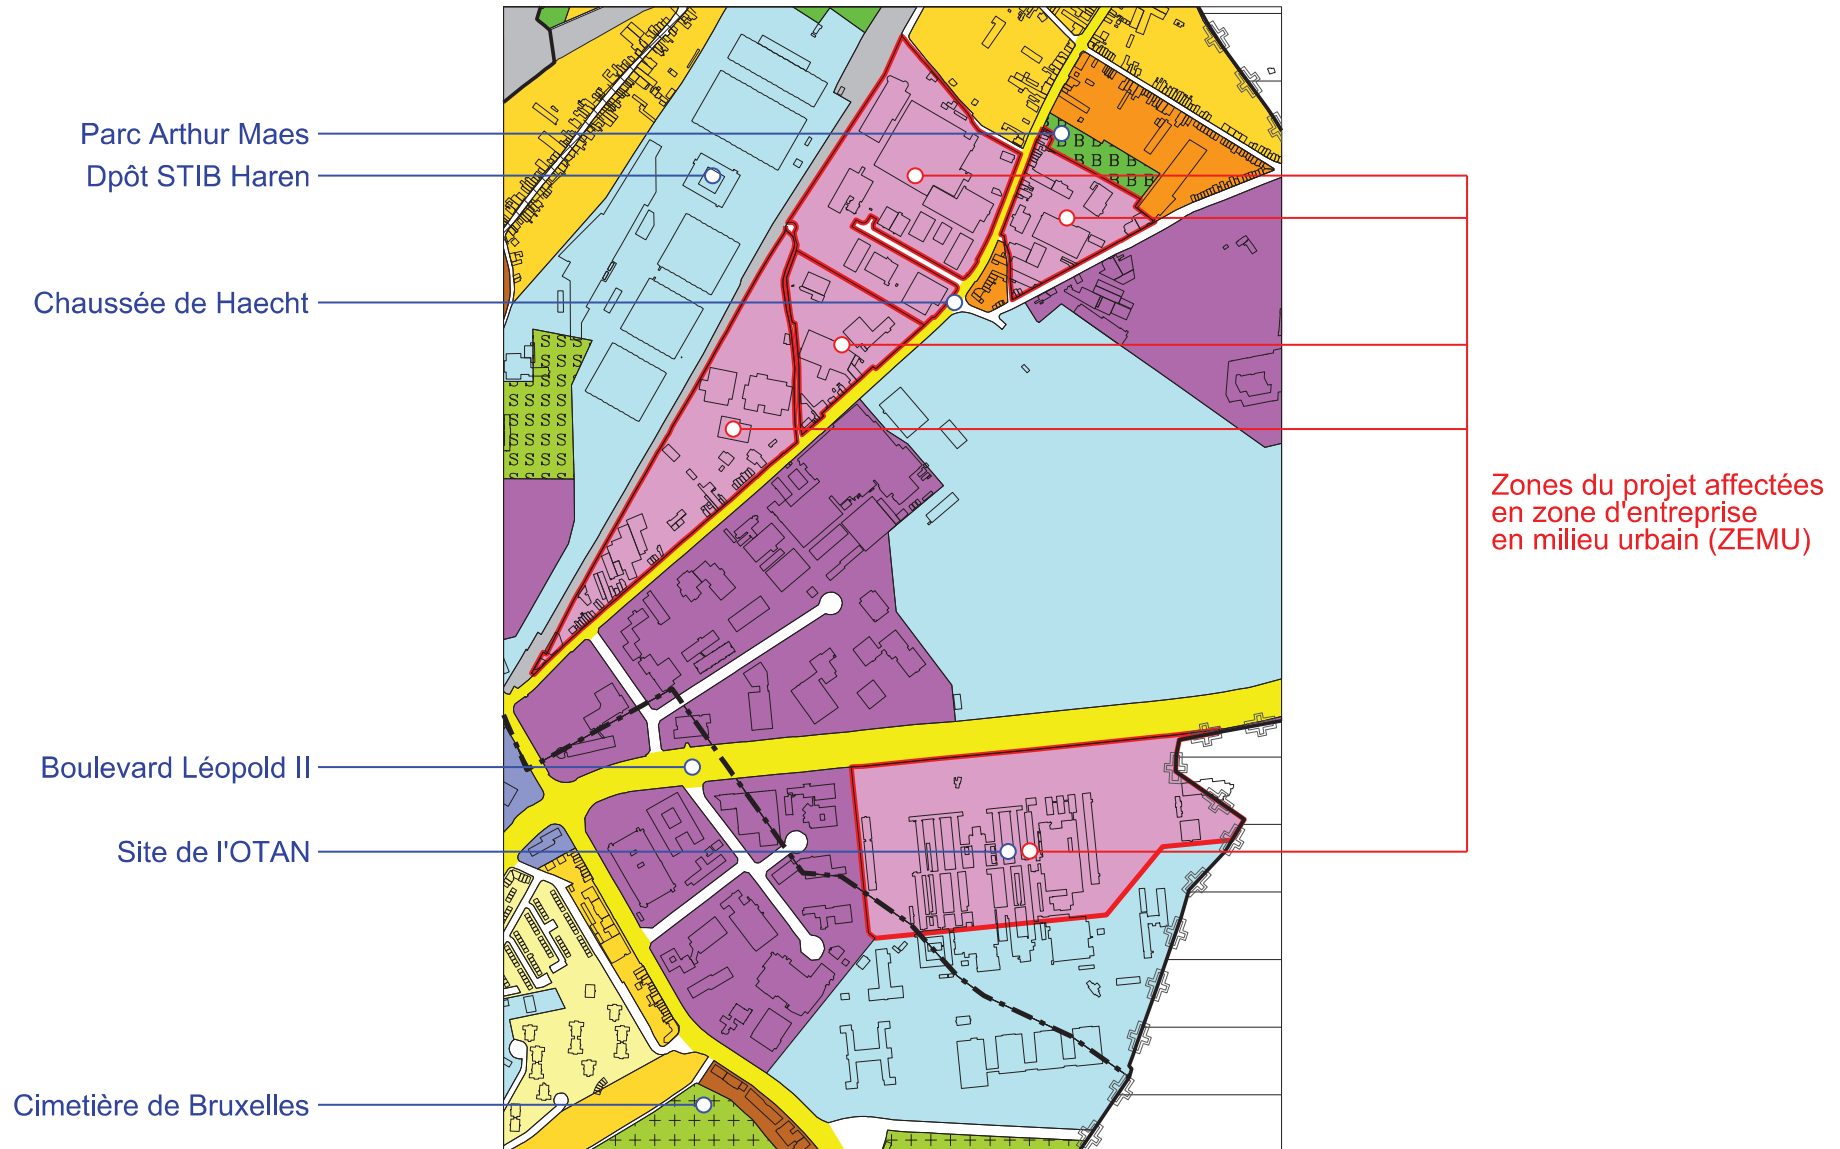 Parc Arthur Maes
Dpôt STIB Haren
Chaussée de Haecht
Boulevard Léopold II
Site de l'OTAN
Cimetière de Bruxelles
Zones du projet affectées
en zone d'entreprise
en milieu urbain (ZEMU)
B B
B B B B
B B B
S S S
S S S
S S S
S S S S
S S S S
S S S S
S S S S
S S S S